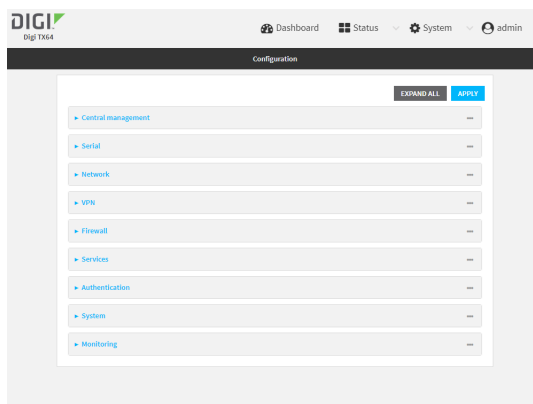 DIGI
Digi TX64
Dashboard Status System admin
Configuration
EXPAND ALL APPLY
Central management
Serial
Network
VPN
Firewall
Services
Authentication
System
Monitoring